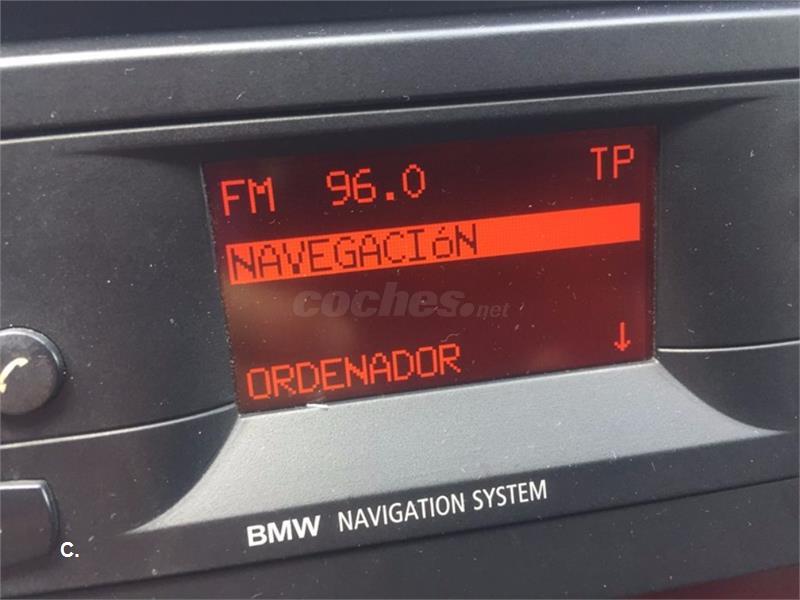 FM 96.0 TP
NAVEGACIóN
coches.net
ORDENADOR ↓
BMW NAVIGATION SYSTEM
C.